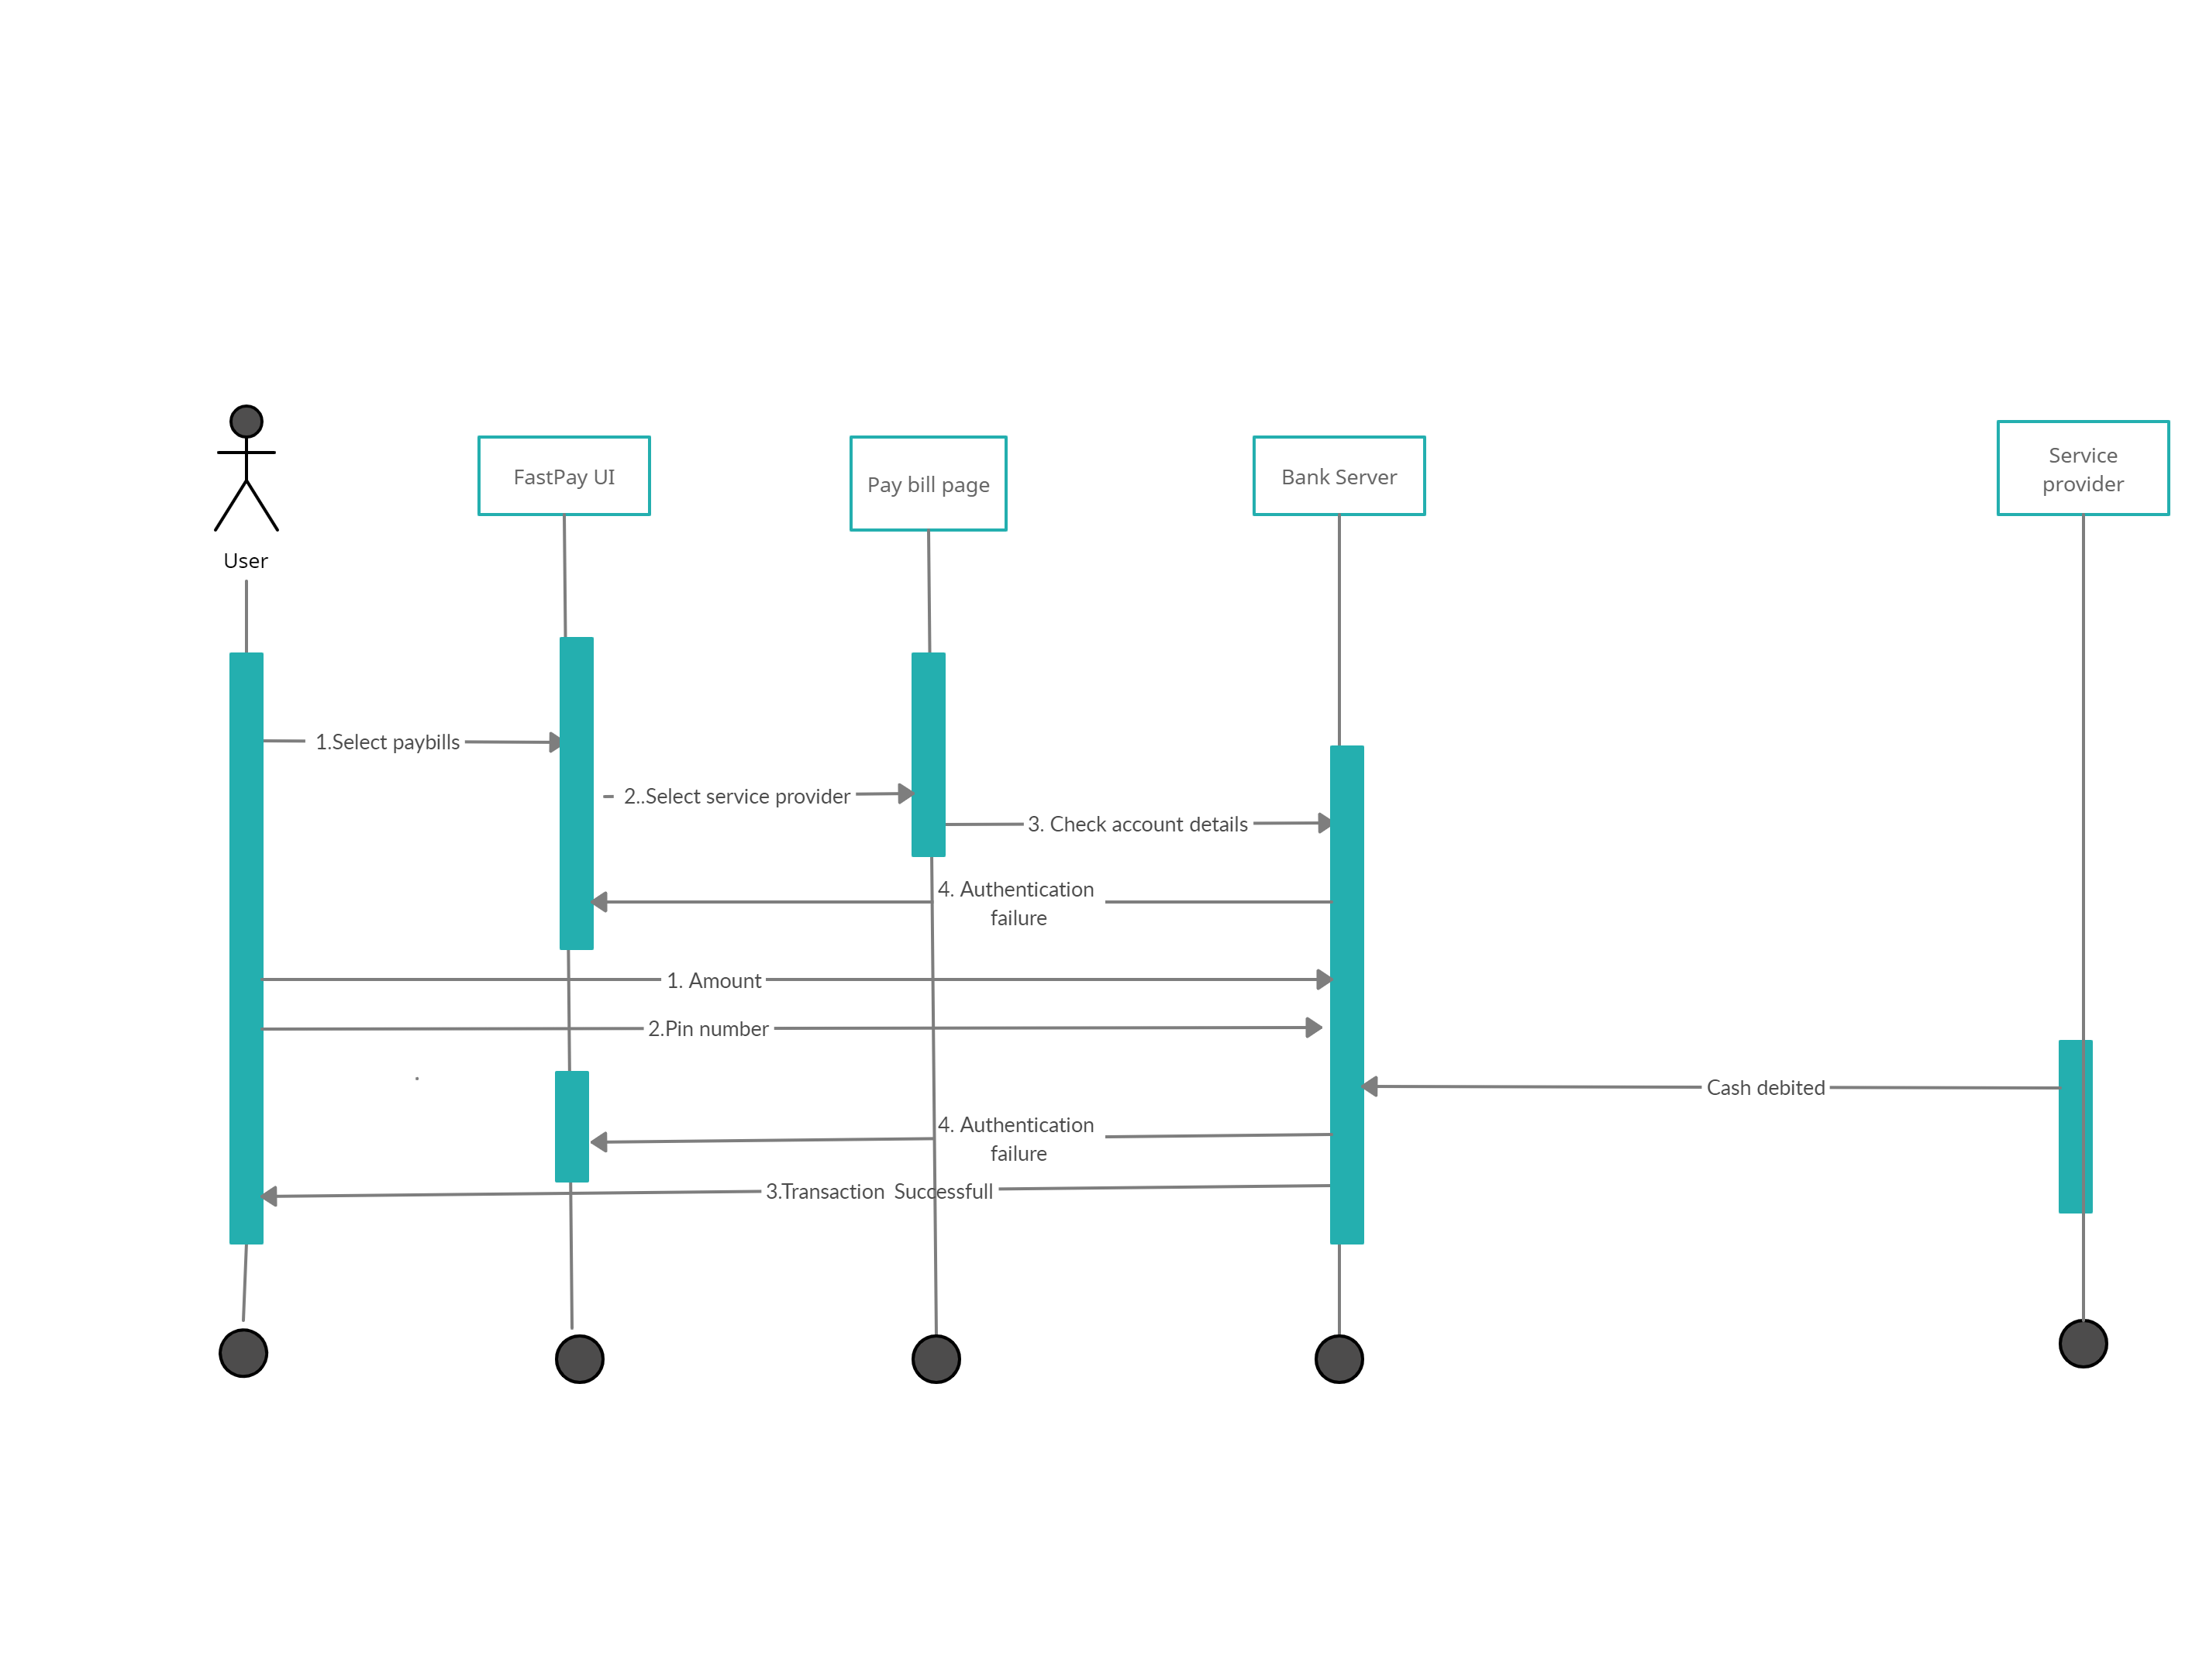 User
FastPay UI
Pay bill page
Bank Server
Service
provider
1.Select paybills
2..Select service provider
3. Check account details
4. Authentication
failure
1. Amount
2.Pin number
Cash debited
4. Authentication
failure
3.Transaction  Successfull